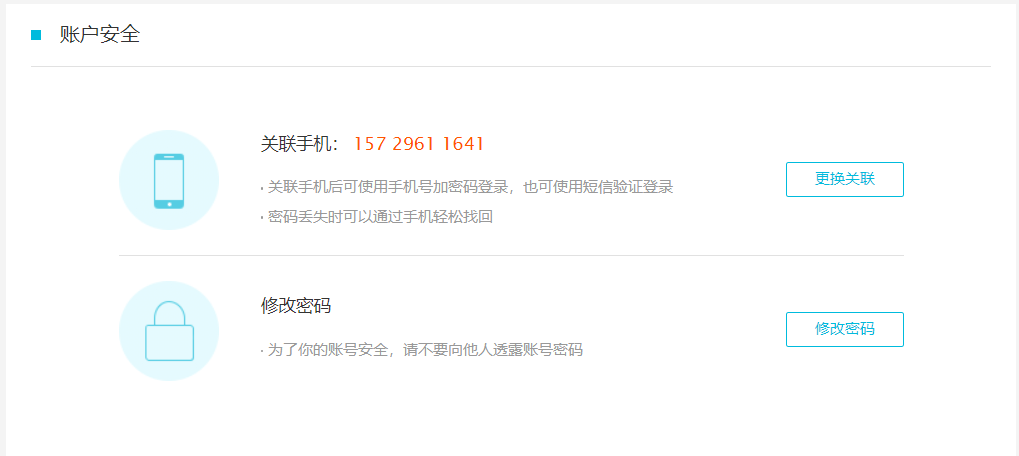 账户安全
关联手机： 157 2961 1641
· 关联手机后可使用手机号加密码登录，也可使用短信验证登录
更换关联
· 密码丢失时可以通过手机轻松找回
修改密码
修改密码
· 为了你的账号安全，请不要向他人透露账号密码